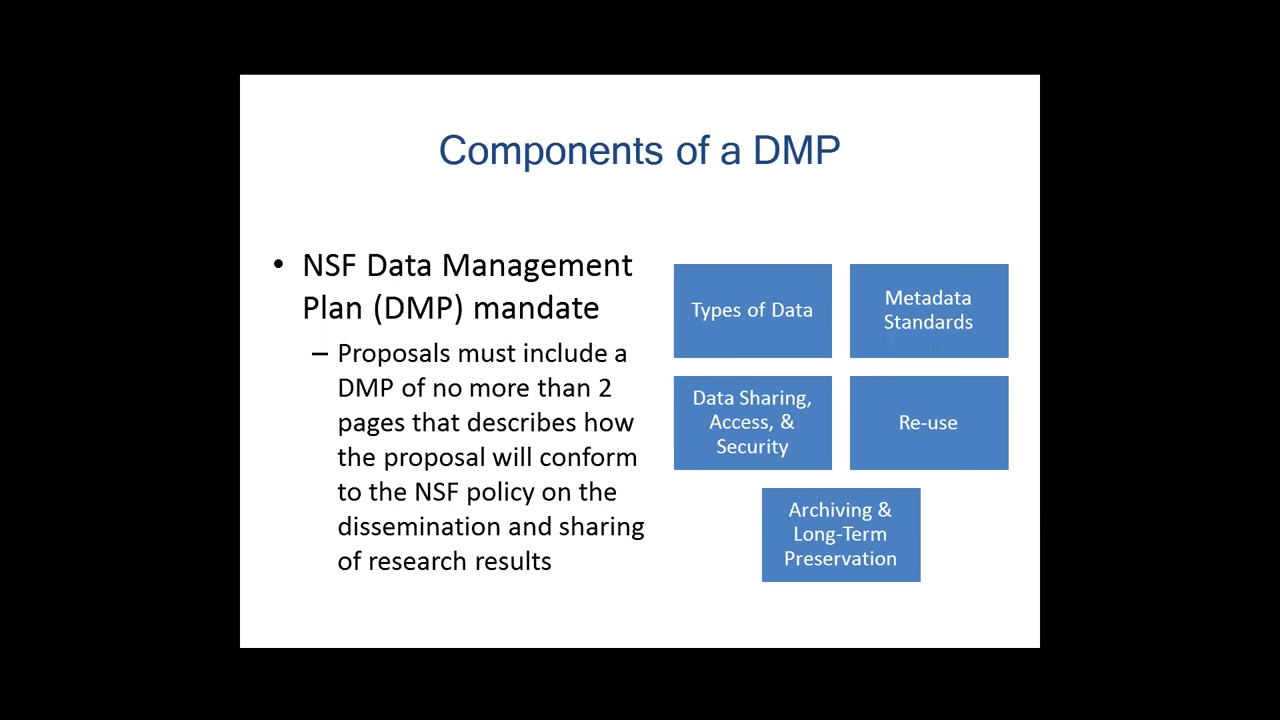 Components of a DMP
• NSF Data Management
Plan (DMP) mandate
– Proposals must include a
DMP of no more than 2
pages that describes how
the proposal will conform
to the NSF policy on the
dissemination and sharing
of research results
Types of Data
Metadata
Standards
Data Sharing,
Access, &
Security
Re-use
Archiving &
Long-Term
Preservation